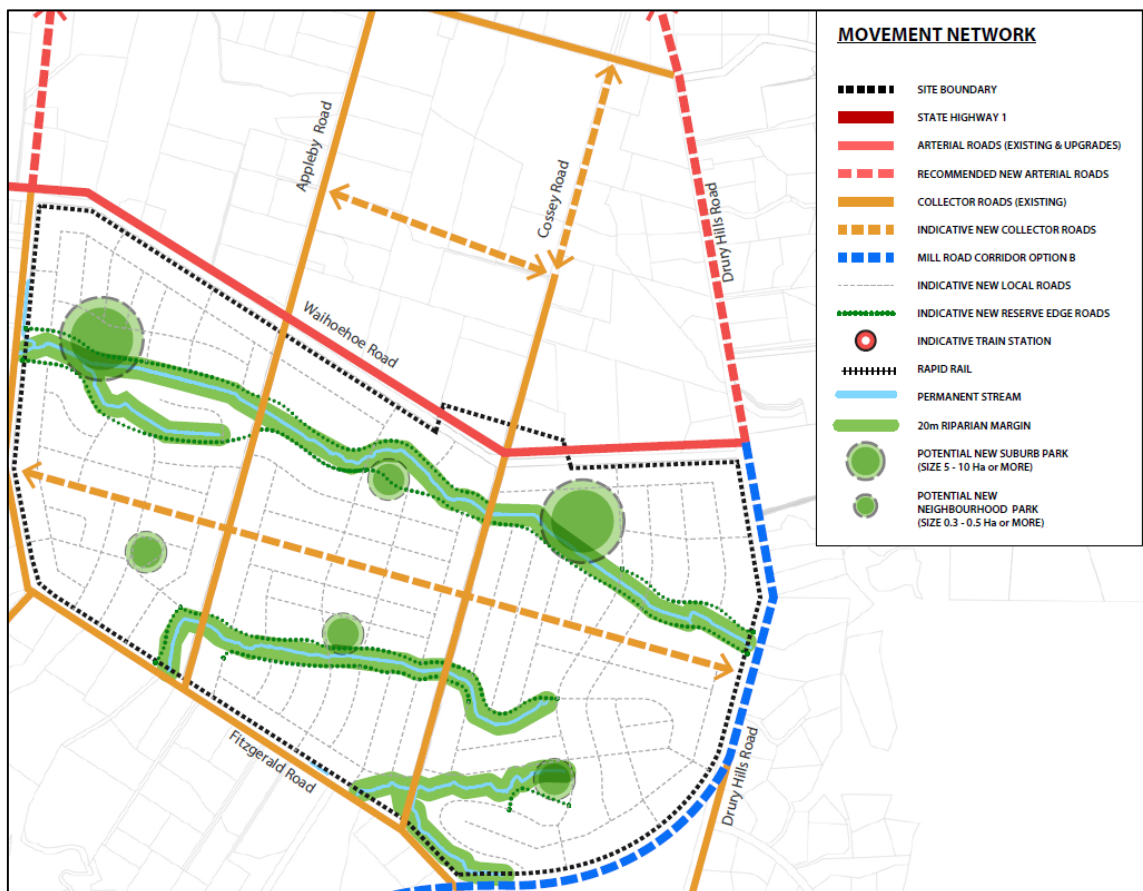 MOVEMENT NETWORK
SITE BOUNDARY
STATE HIGHWAY 1
ARTERIAL ROADS (EXISTING & UPGRADES)
RECOMMENDED NEW ARTERIAL ROADS
COLLECTOR ROADS (EXISTING)
INDICATIVE NEW COLLECTOR ROADS
MILL ROAD CORRIDOR OPTION B
INDICATIVE NEW LOCAL ROADS
INDICATIVE NEW RESERVE EDGE ROADS
INDICATIVE TRAIN STATION
RAPID RAIL
PERMANENT STREAM
20m RIPARIAN MARGIN
POTENTIAL NEW SUBURB PARK
(SIZE 5 - 10 Ha or MORE)
POTENTIAL NEW
NEIGHBOURHOOD PARK
(SIZE 0.3 - 0.5 Ha or MORE)
Appleby Road
Cossey Road
Drury Hills Road
Waihoehoe Road
Fitzgerald Road
Drury Hills Road